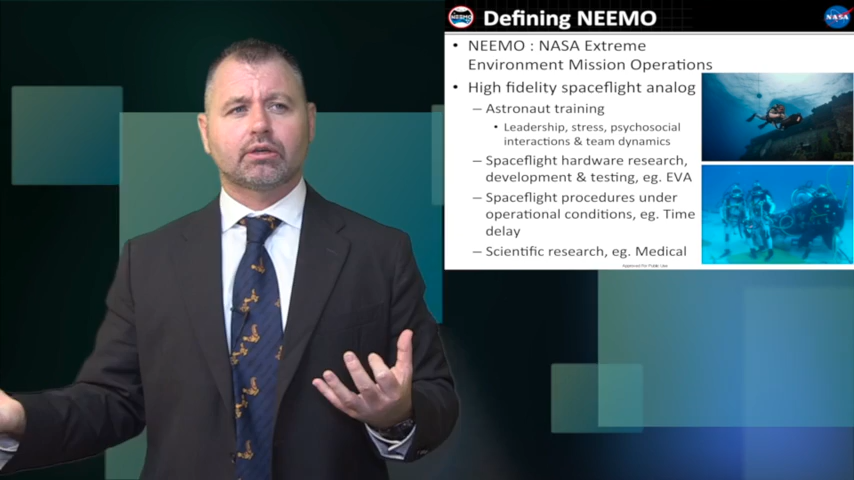 Defining NEEMO
NEEMO
NASA
• NEEMO : NASA Extreme
Environment Mission Operations
• High fidelity spaceflight analog
– Astronaut training
• Leadership, stress, psychosocial
interactions & team dynamics
– Spaceflight hardware research,
development & testing, eg. EVA
– Spaceflight procedures under
operational conditions, eg. Time
delay
– Scientific research, eg. Medical
Approved For Public Use